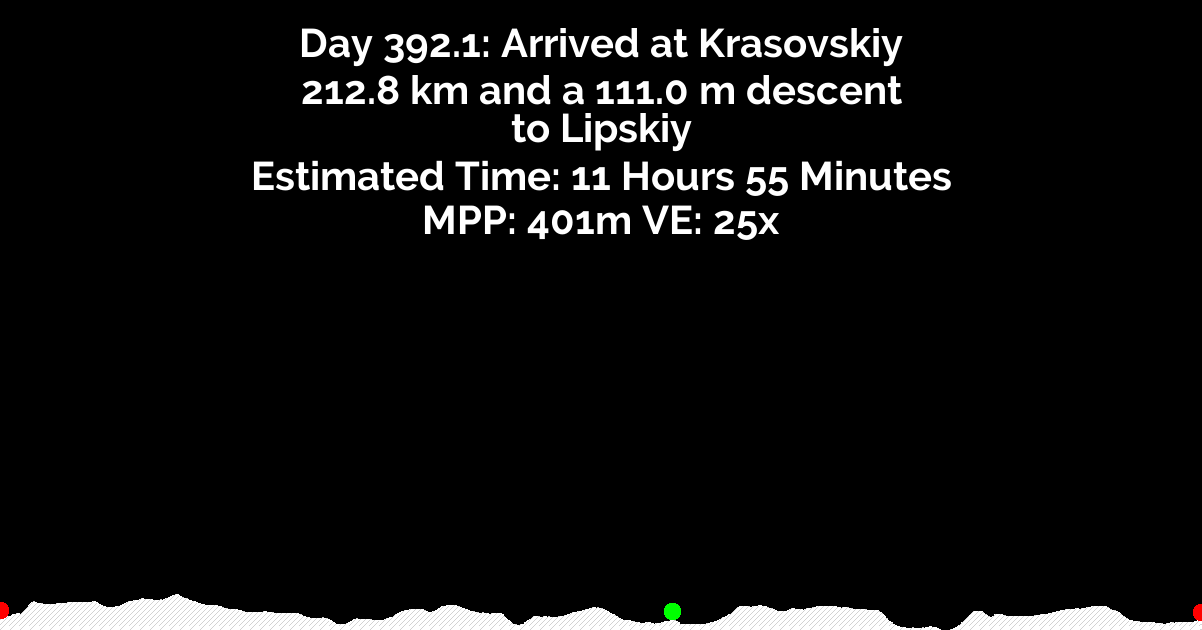 Day 392.1: Arrived at Krasovskiy
212.8 km and a 111.0 m descent
to Lipskiy
Estimated Time: 11 Hours 55 Minutes
MPP: 401m VE: 25x